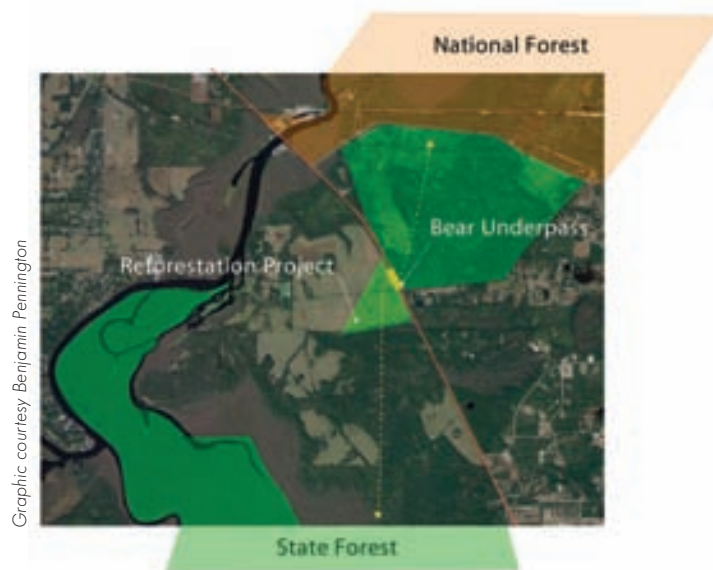 National Forest
Bear Underpass
Reforestation Project
State Forest
Graphic courtesy Benjamin Pennington